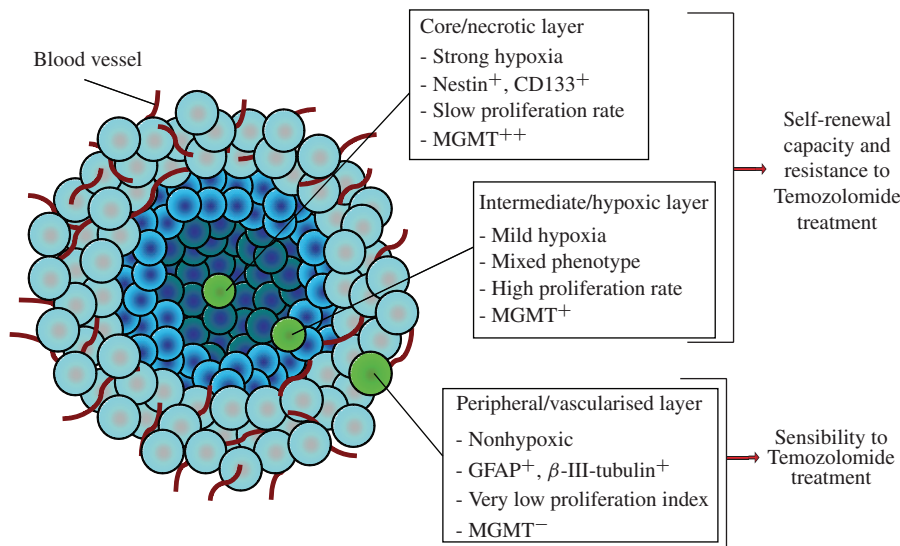 Blood vessel
Core/necrotic layer
- Strong hypoxia
- Nestin⁺, CD133⁺
- Slow proliferation rate
- MGMT⁺⁺
Intermediate/hypoxic layer
- Mild hypoxia
- Mixed phenotype
- High proliferation rate
- MGMT⁺
Self-renewal
capacity and
resistance to
Temozolomide
treatment
Peripheral/vascularised layer
- Nonhypoxic
- GFAP⁺, β-III-tubulin⁺
- Very low proliferation index
- MGMT⁻
Sensibility to
Temozolomide
treatment